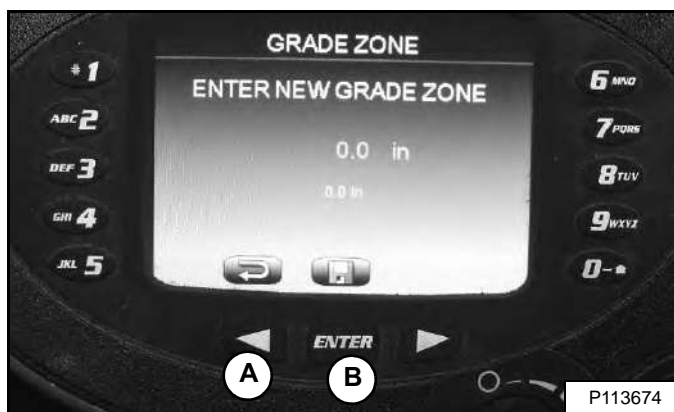 GRADE ZONE
ENTER NEW GRADE ZONE
0.0 in
0.0 in
* 1
ABC 2
DEF 3
GHI 4
JKL 5
6 MNO
7 PQRS
8 TUV
9 WXYZ
0-*
ENTER
A
B
P113674